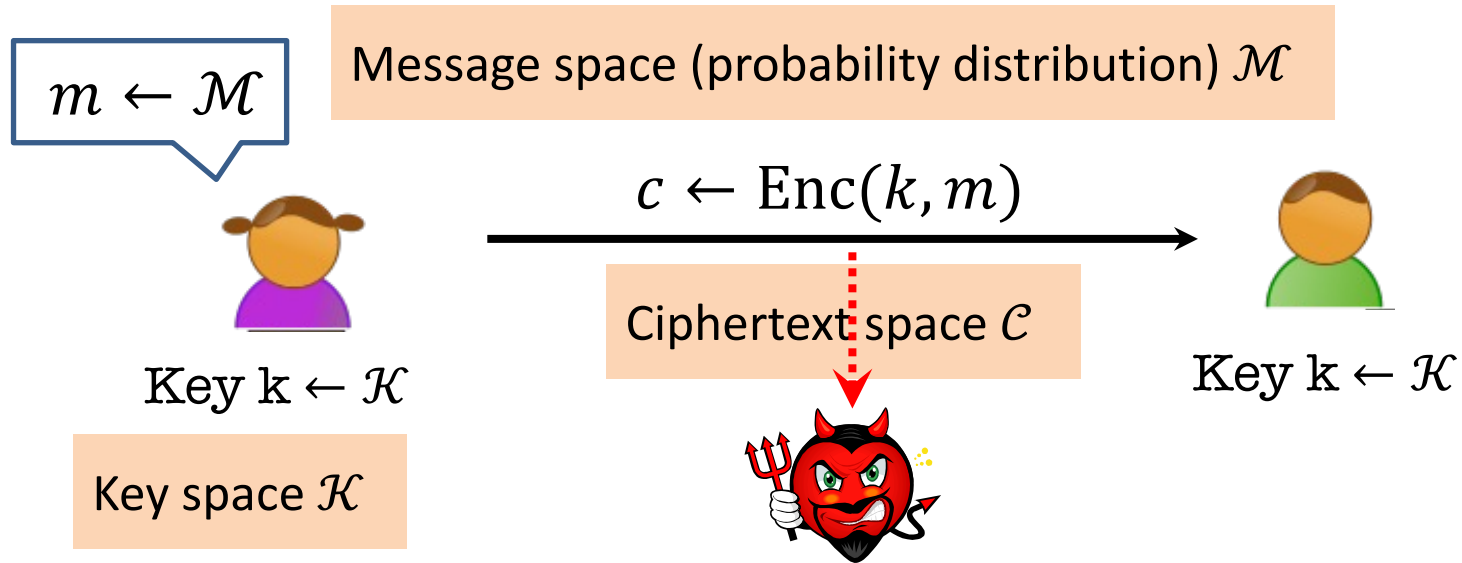 Message space (probability distribution) ℳ
𝑚 ← ℳ
𝑐 ← Enc(𝑘, 𝑚)
Ciphertext space 𝒞
Key k ← 𝒦
Key k ← 𝒦
Key space 𝒦